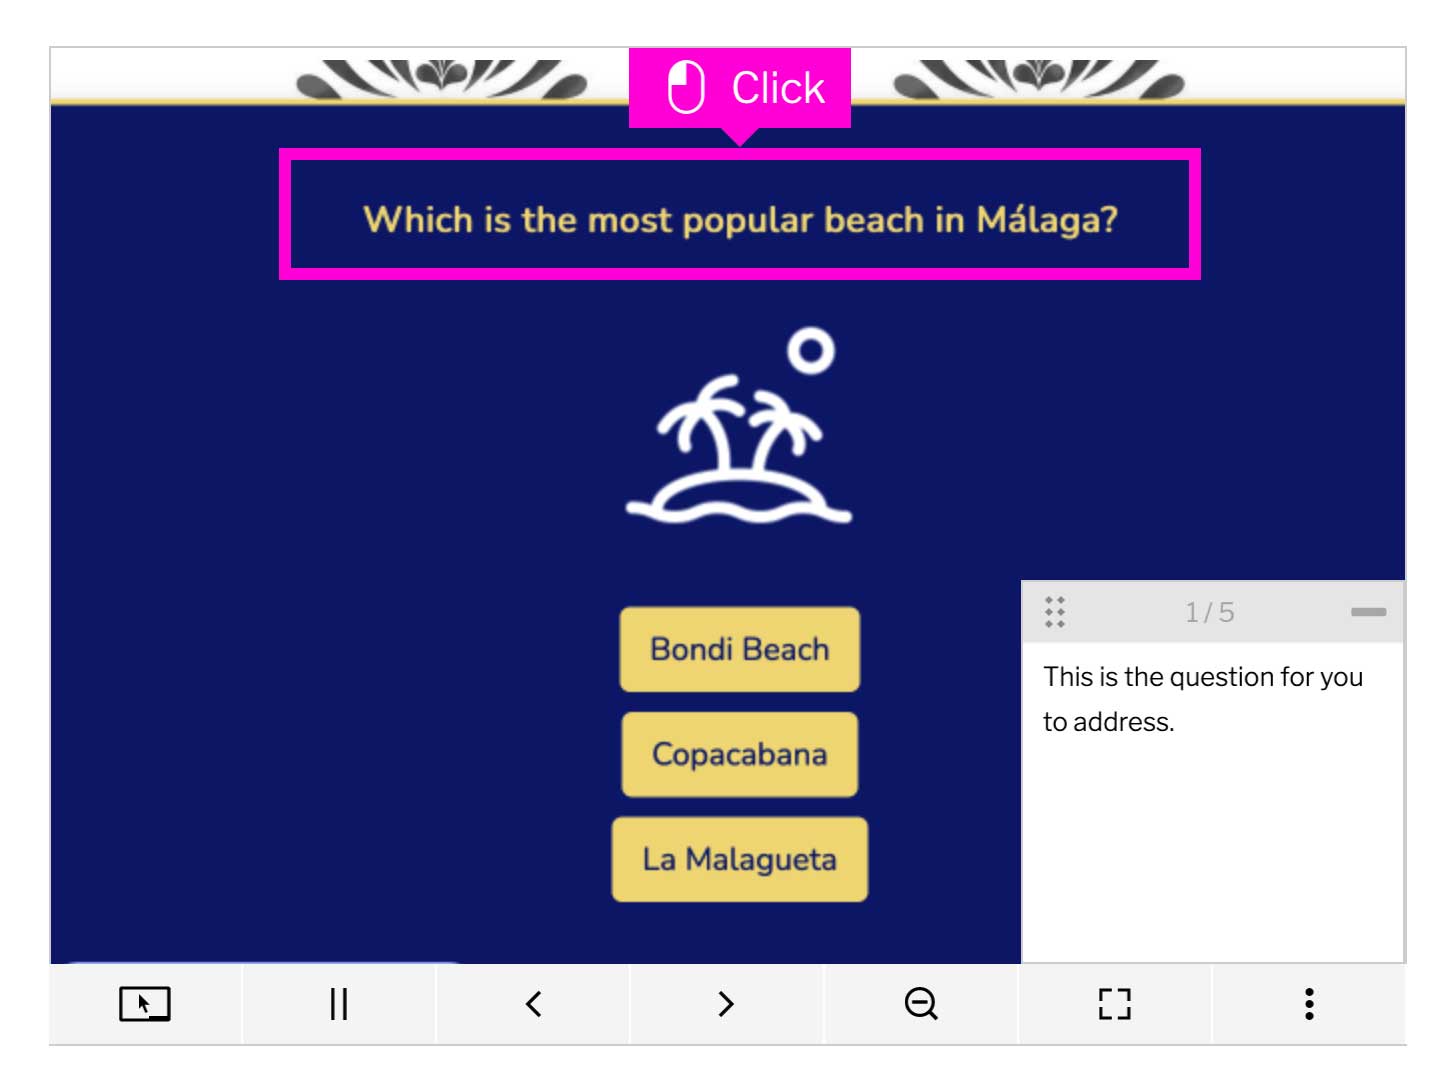 Click
Which is the most popular beach in Málaga?
Bondi Beach
Copacabana
La Malagueta
1/5
This is the question for you
to address.